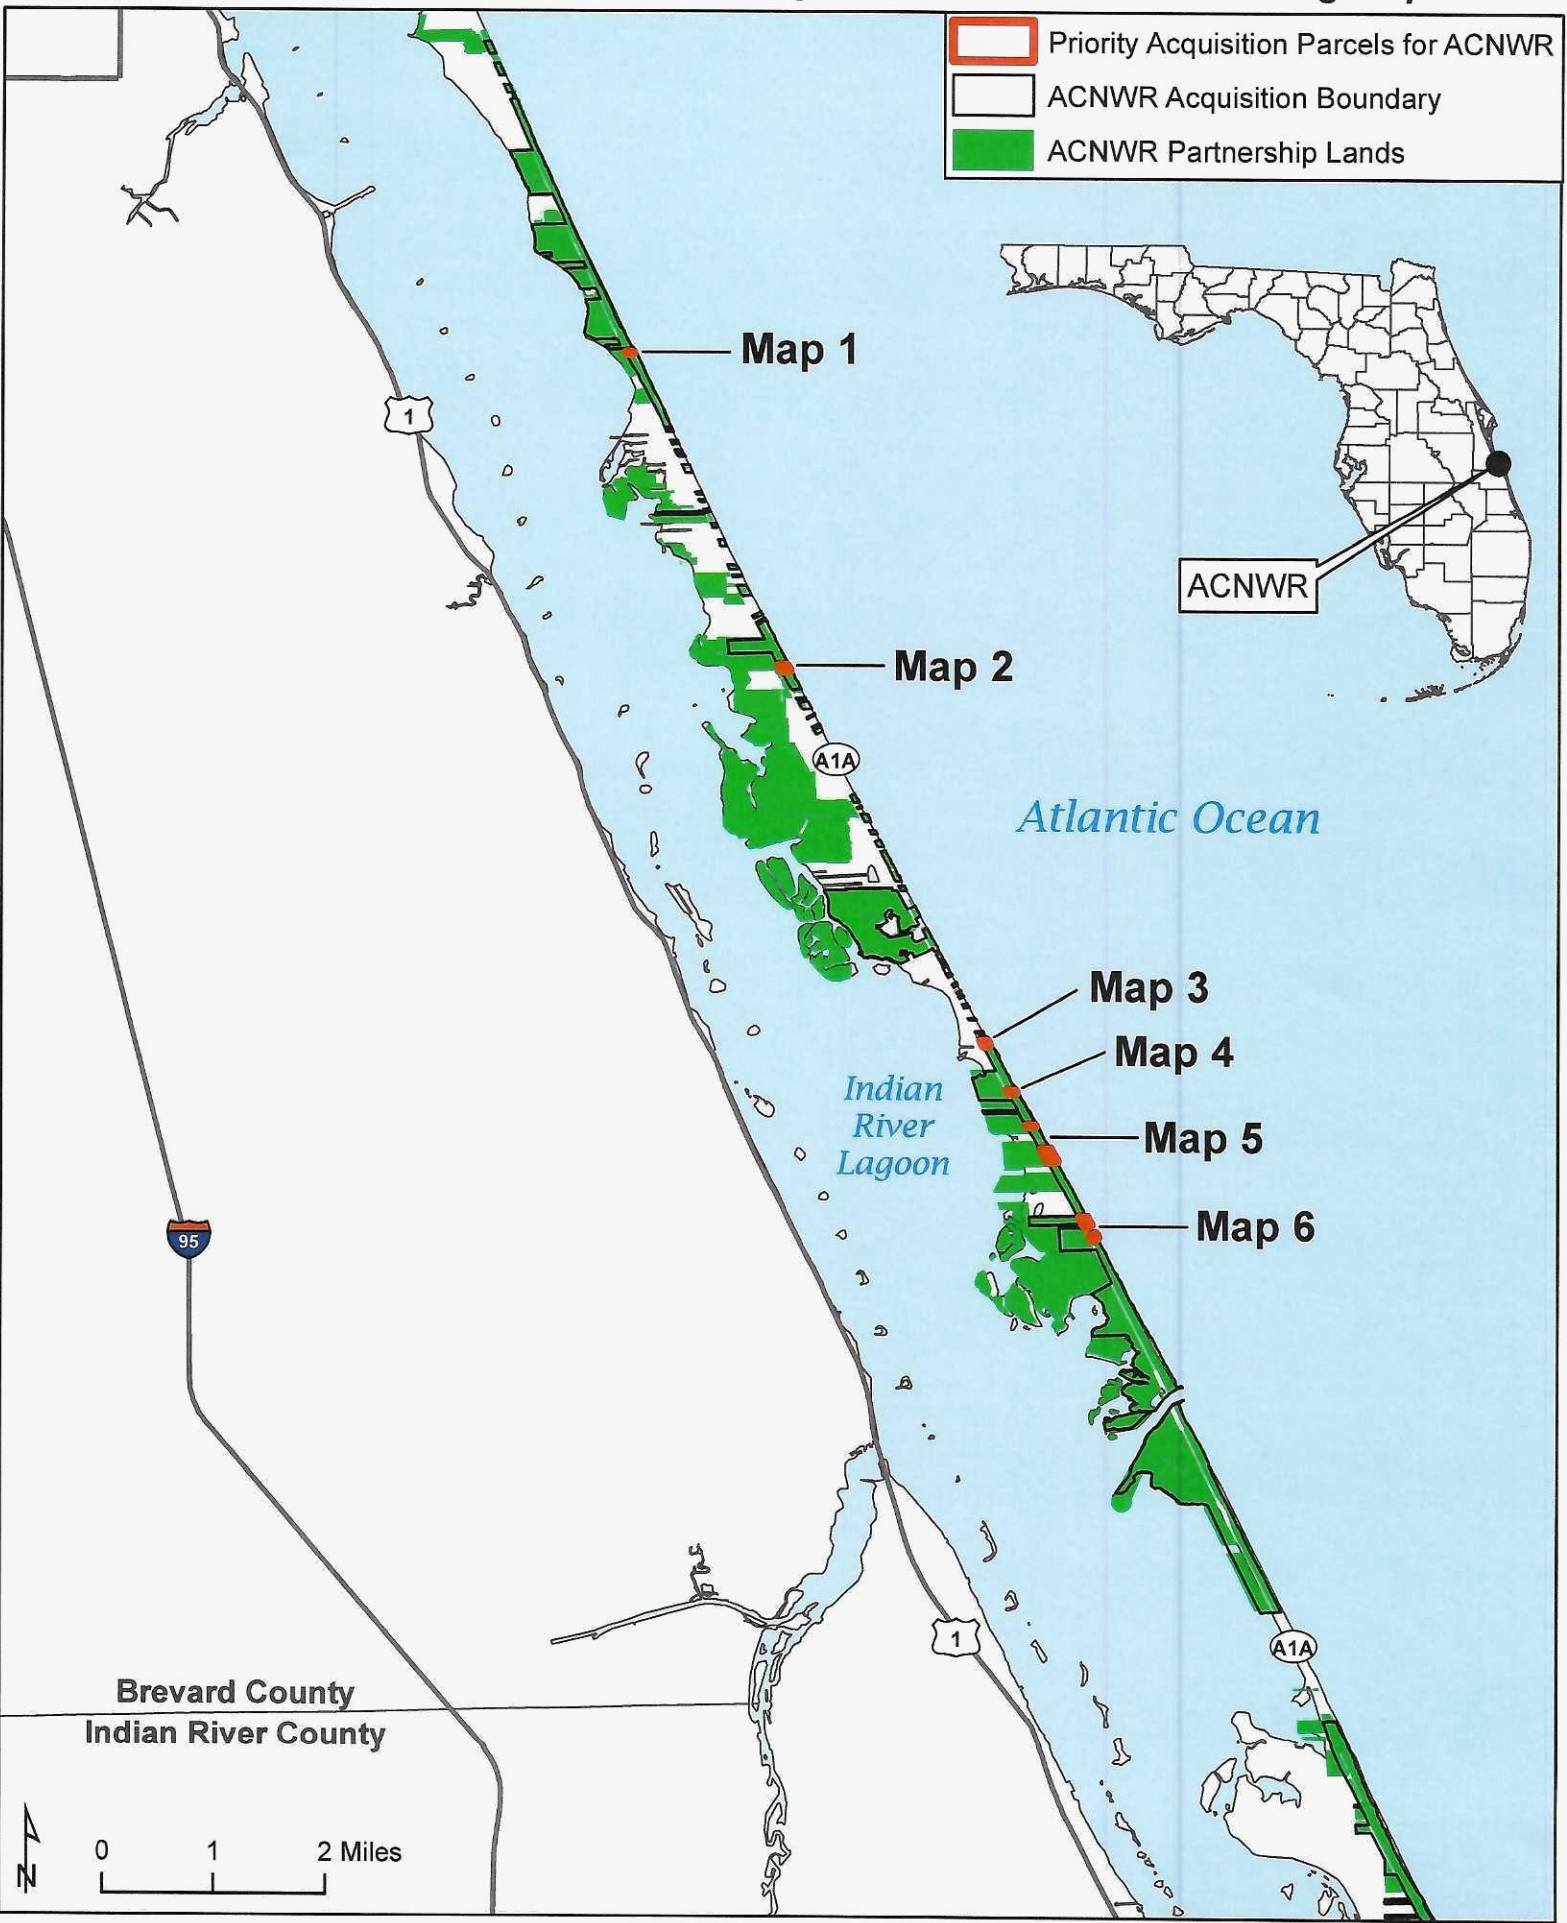 Priority Acquisition Parcels for ACNWR
ACNWR Acquisition Boundary
ACNWR Partnership Lands
Map 1
1
ACNWR
Map 2
A1A
Atlantic Ocean
Map 3
Map 4
Indian
River
Lagoon
Map 5
Map 6
95
1
A1A
Brevard County
Indian River County
0 1 2 Miles
N